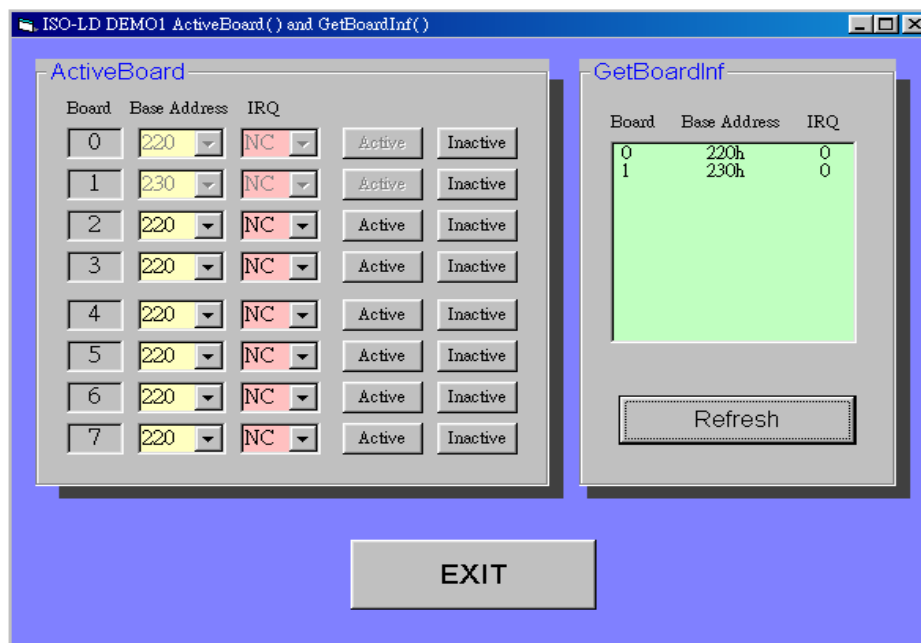 ISO-LD DEMO1 ActiveBoard() and GetBoardInf()
ActiveBoard
Board Base Address IRQ
0 220 NC Active Inactive
1 230 NC Active Inactive
2 220 NC Active Inactive
3 220 NC Active Inactive
4 220 NC Active Inactive
5 220 NC Active Inactive
6 220 NC Active Inactive
7 220 NC Active Inactive
GetBoardInf
Board Base Address IRQ
0 220h 0
1 230h 0
Refresh
EXIT